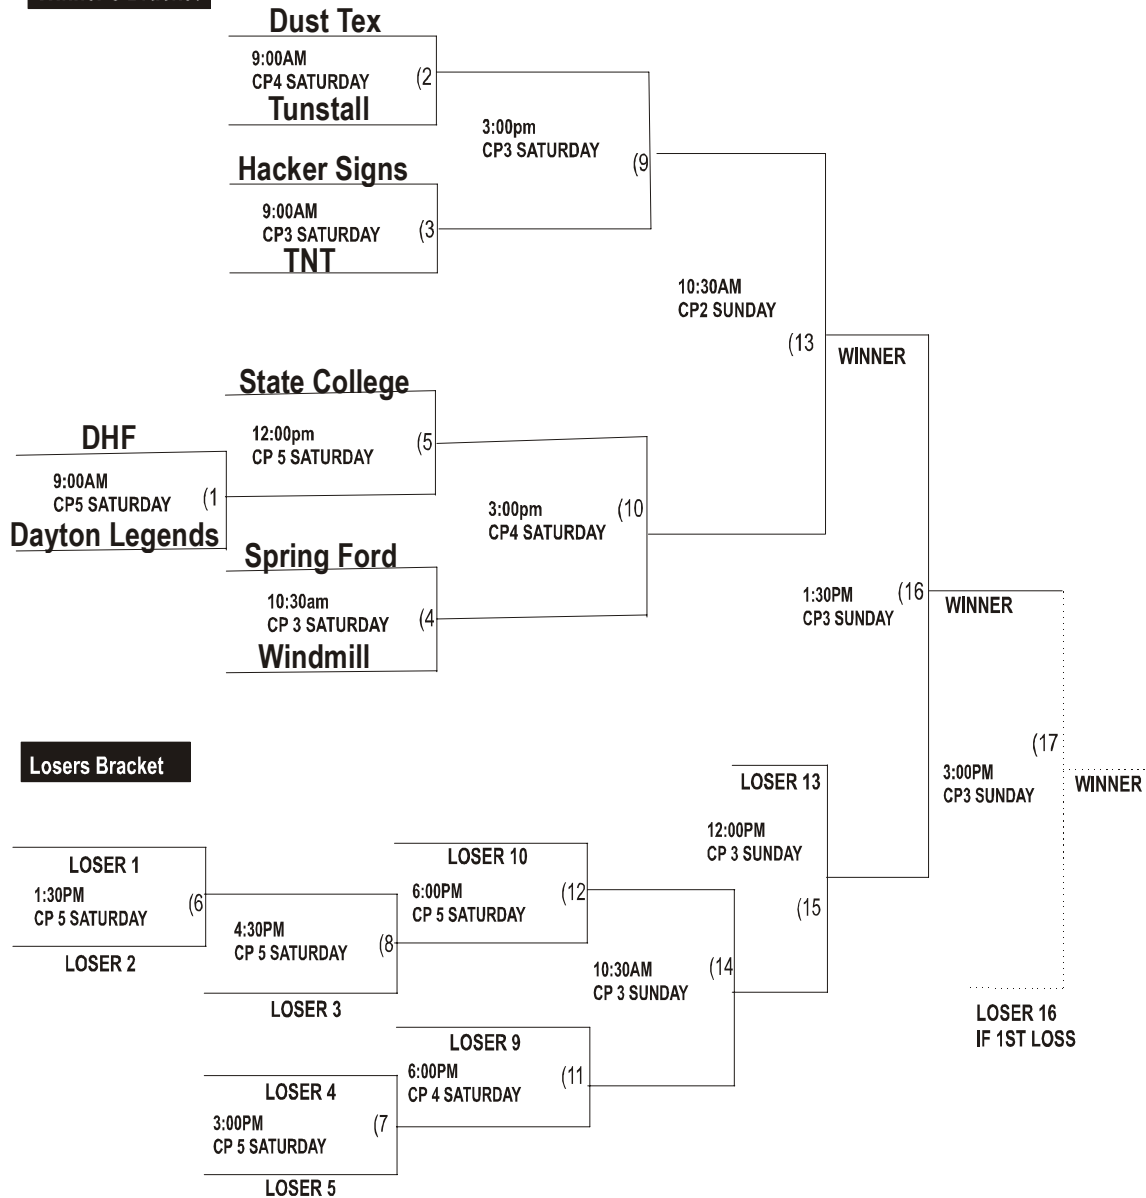 Dust Tex
9:00AM
CP4 SATURDAY
(2
Tunstall
3:00pm
CP3 SATURDAY
(9
Hacker Signs
9:00AM
CP3 SATURDAY
(3
TNT
10:30AM
CP2 SUNDAY
(13
WINNER
State College
12:00pm
CP 5 SATURDAY
(5
DHF
9:00AM
CP5 SATURDAY
(1
Dayton Legends
3:00pm
CP4 SATURDAY
(10
Spring Ford
10:30am
CP 3 SATURDAY
(4
Windmill
1:30PM
CP3 SUNDAY
(16
WINNER
Losers Bracket
(17
3:00PM
CP3 SUNDAY
WINNER
LOSER 13
12:00PM
CP 3 SUNDAY
(15
LOSER 1
1:30PM
CP 5 SATURDAY
(6
LOSER 2
LOSER 10
6:00PM
CP 5 SATURDAY
(12
4:30PM
CP 5 SATURDAY
(8
LOSER 3
10:30AM
CP 3 SUNDAY
(14
LOSER 16
IF 1ST LOSS
LOSER 9
6:00PM
CP 4 SATURDAY
(11
LOSER 4
3:00PM
CP 5 SATURDAY
(7
LOSER 5